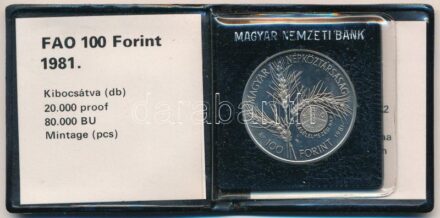 FAO 100 Forint
1981.
Kibocsátva (db)
20.000 proof
80.000 BU
Mintage (pcs)
MAGYAR NEMZETI BANK
MAGYAR NÉPKÖZTÁRSASÁG
100
FORINT
darabanth